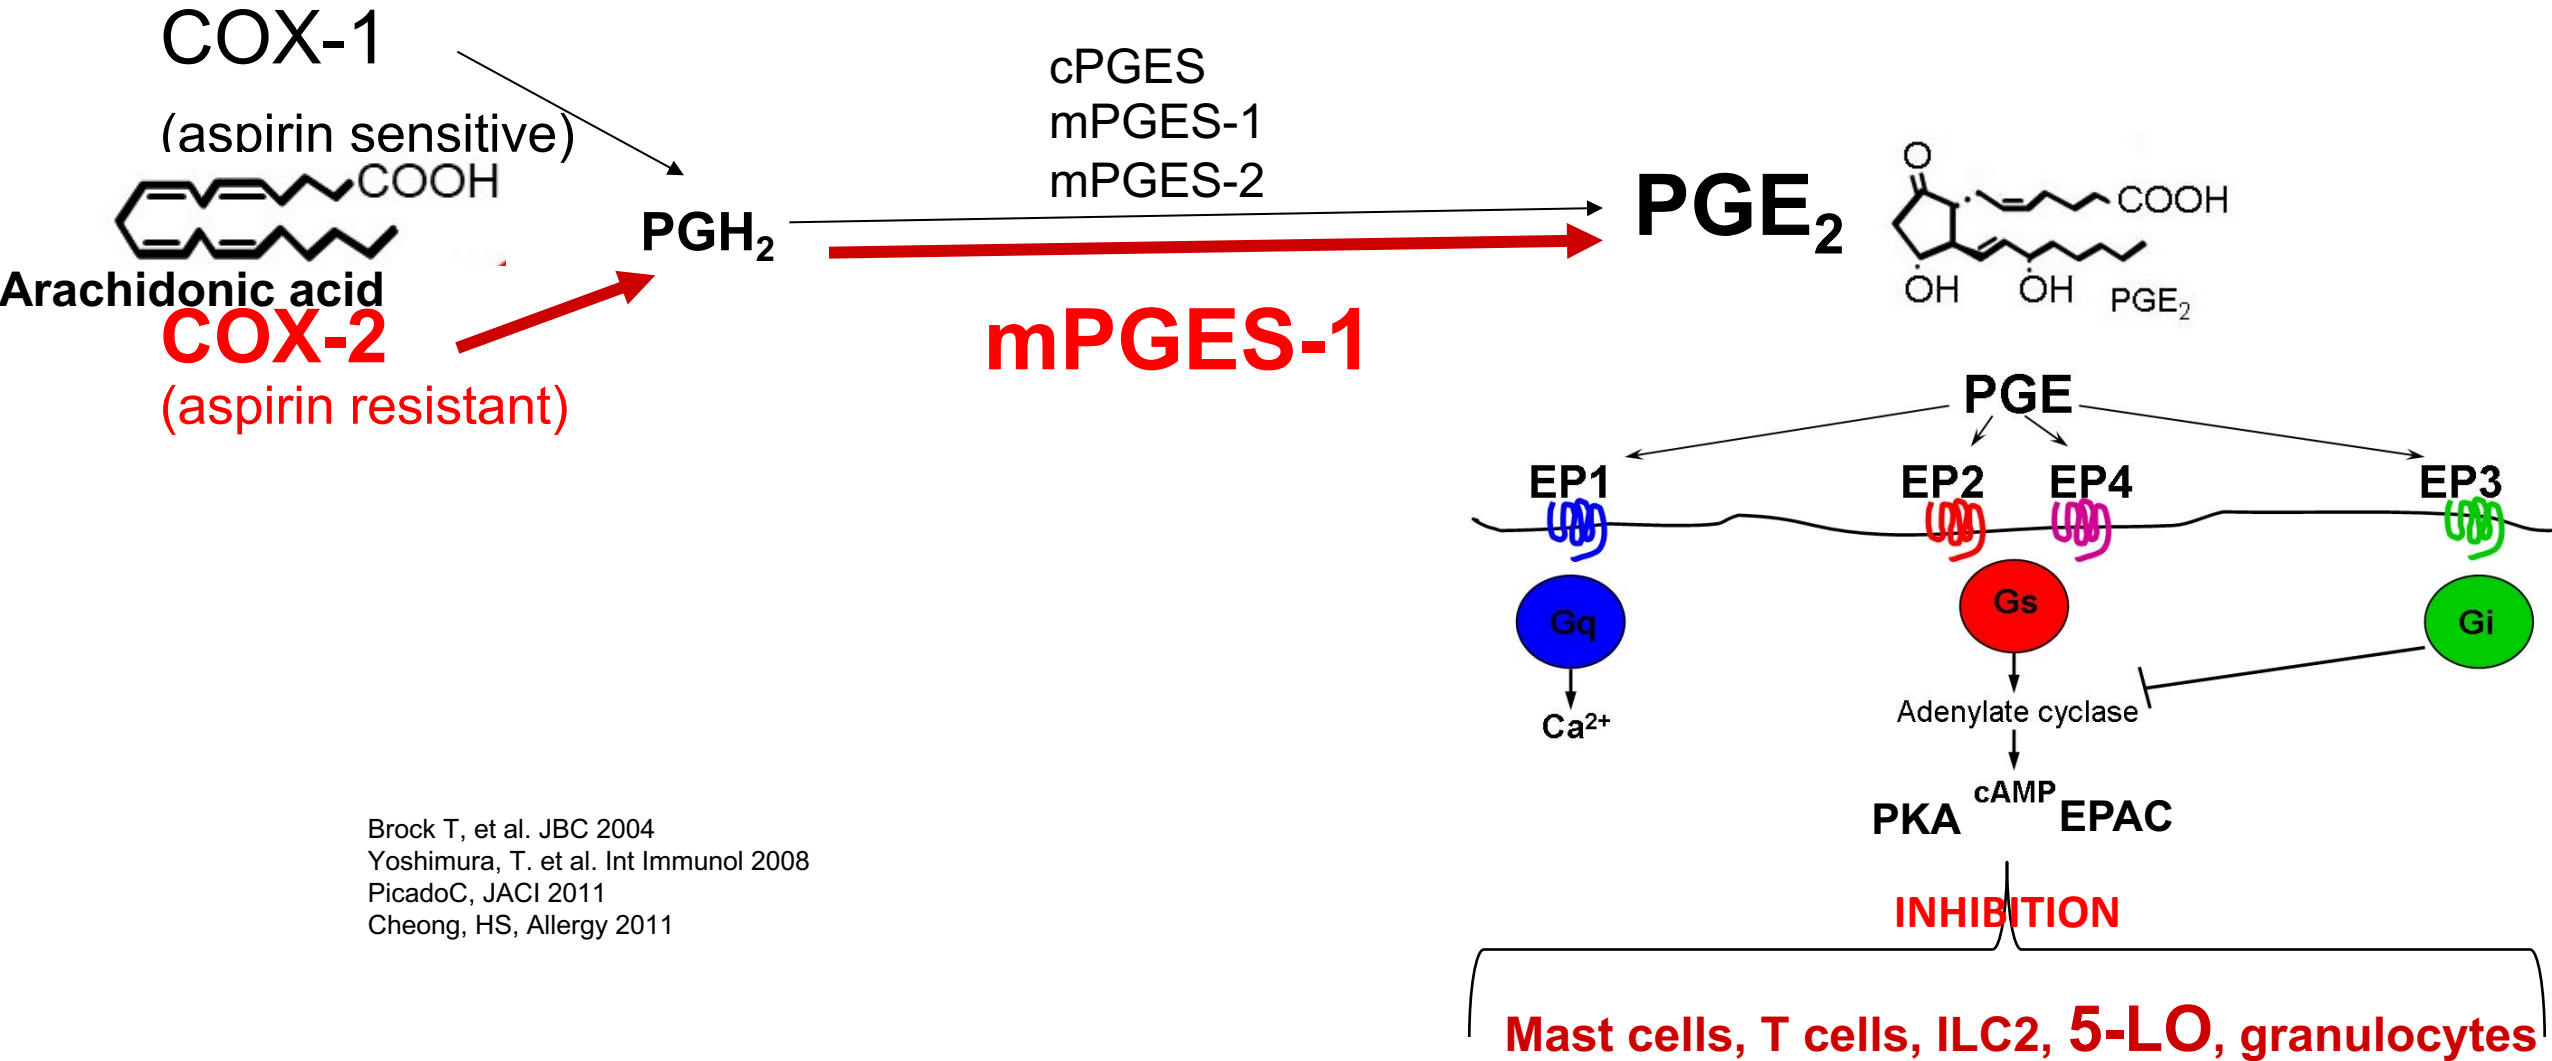 COX-1
(aspirin sensitive)
COOH
Arachidonic acid
COX-2
(aspirin resistant)
PGH₂
cPGES
mPGES-1
mPGES-2
mPGES-1
PGE₂
O
COOH
OH
OH
PGE₂
PGE
EP1
EP2
EP4
EP3
Gq
Gs
Gi
Ca²⁺
Adenylate cyclase
cAMP
PKA
EPAC
INHIBITION
Mast cells, T cells, ILC2, 5-LO, granulocytes
Brock T, et al. JBC 2004
Yoshimura, T. et al. Int Immunol 2008
PicadoC, JACI 2011
Cheong, HS, Allergy 2011